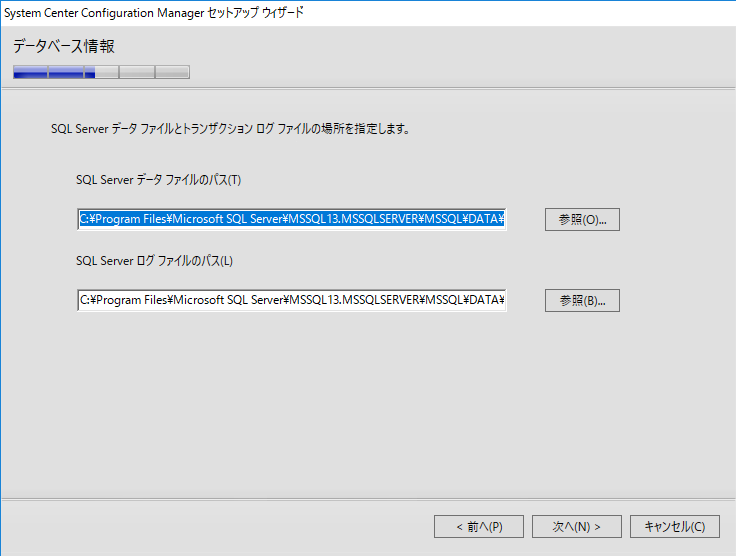 System Center Configuration Manager セットアップ ウィザード
データベース情報
SQL Server データ ファイルとトランザクション ログ ファイルの場所を指定します。
SQL Server データ ファイルのパス(T)
C:¥Program Files¥Microsoft SQL Server¥MSSQL13.MSSQLSERVER¥MSSQL¥DATA¥
参照(O)...
SQL Server ログ ファイルのパス(L)
C:¥Program Files¥Microsoft SQL Server¥MSSQL13.MSSQLSERVER¥MSSQL¥DATA¥
参照(B)...
< 前へ(P)
次へ(N) >
キャンセル(C)